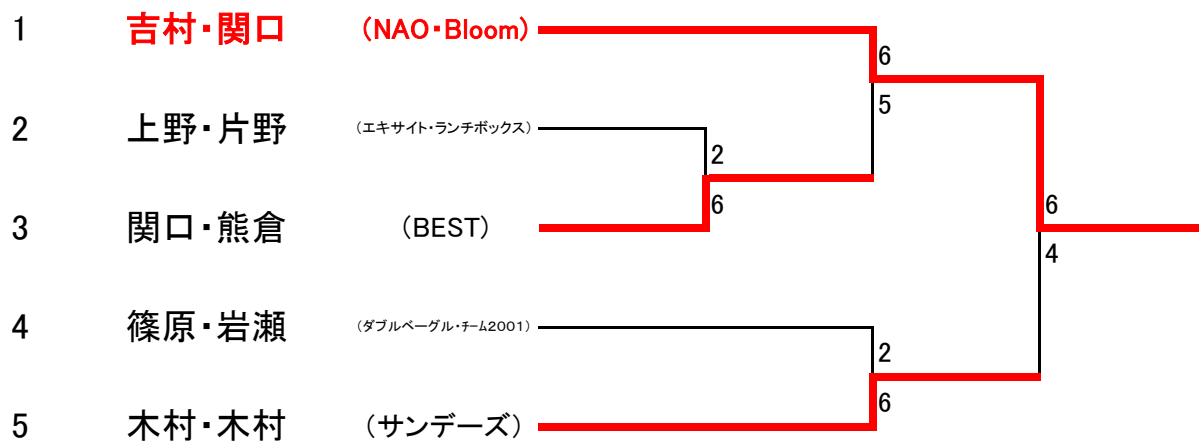 1 吉村・関口 (NAO・Bloom)
6
5
2 上野・片野 (エキサイト・ランチボックス)
2
6
3 関口・熊倉 (BEST)
6
4
4 篠原・岩瀬 (ダブルベーグル・ﾁｰﾑ2001)
2
6
5 木村・木村 (サンデーズ)